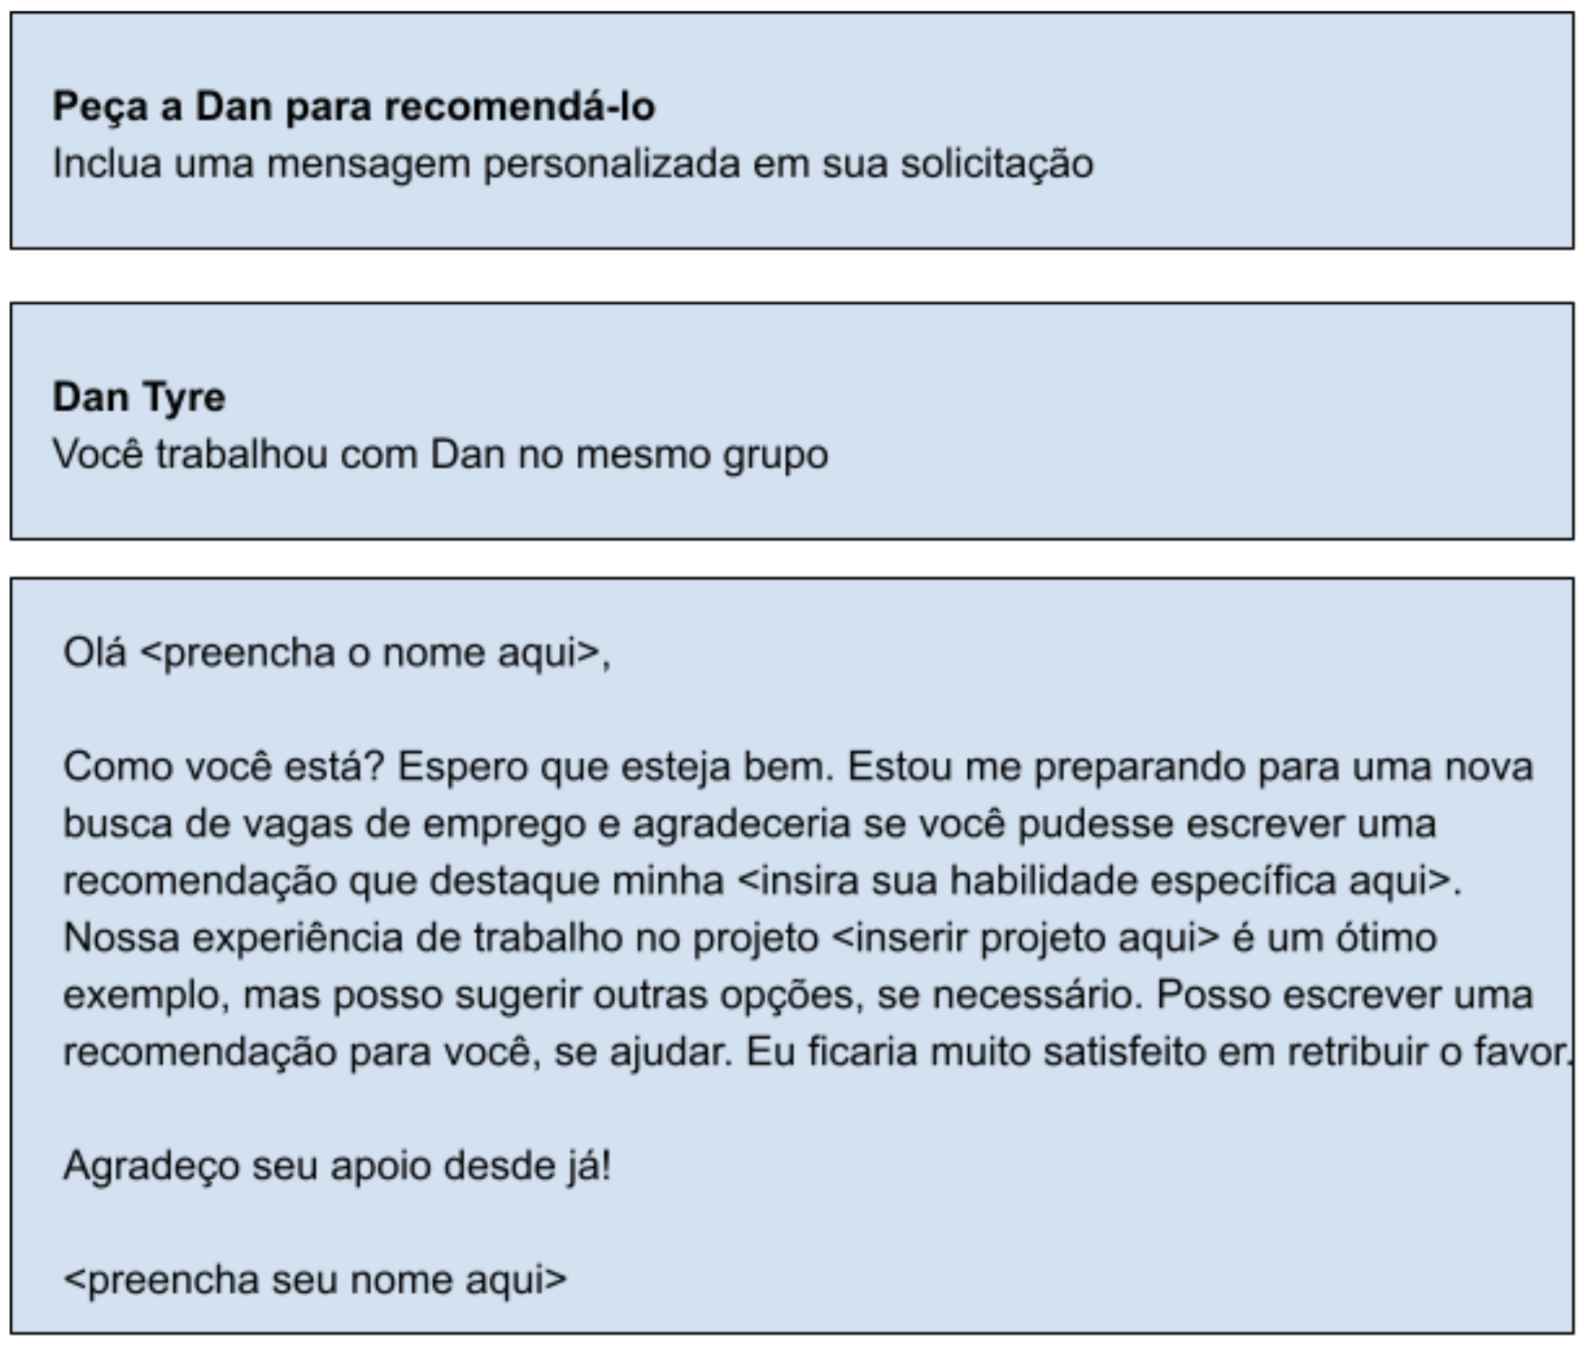 Peça a Dan para recomendá-lo
Inclua uma mensagem personalizada em sua solicitação
Dan Tyre
Você trabalhou com Dan no mesmo grupo
Olá <preencha o nome aqui>,
Como você está? Espero que esteja bem. Estou me preparando para uma nova
busca de vagas de emprego e agradeceria se você pudesse escrever uma
recomendação que destaque minha <insira sua habilidade específica aqui>.
Nossa experiência de trabalho no projeto <inserir projeto aqui> é um ótimo
exemplo, mas posso sugerir outras opções, se necessário. Posso escrever uma
recomendação para você, se ajudar. Eu ficaria muito satisfeito em retribuir o favor.
Agradeço seu apoio desde já!
<preencha seu nome aqui>